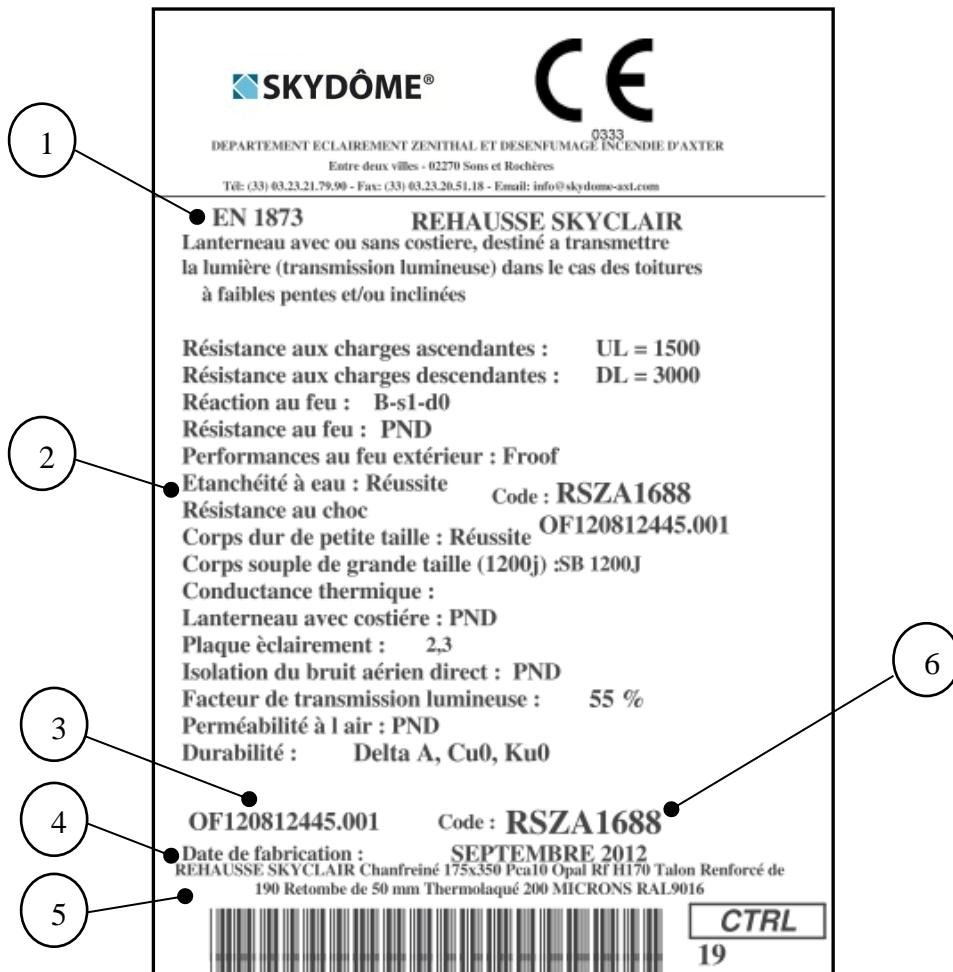 SKYDÔME®
CE
0333
DEPARTEMENT ECLAIREMENT ZENITHAL ET DESENFUMAGE INCENDIE D'AXTER
Entre deux villes - 02270 Sons et Rochères
Tél: (33) 03.23.21.79.90 - Fax: (33) 03.23.20.51.18 - Email: info@skydome-axt.com
1
EN 1873 REHAUSSE SKYCLAIR
Lanterneau avec ou sans costiere, destiné a transmettre
la lumière (transmission lumineuse) dans le cas des toitures
à faibles pentes et/ou inclinées
Résistance aux charges ascendantes : UL = 1500
Résistance aux charges descendantes : DL = 3000
Réaction au feu : B-s1-d0
Résistance au feu : PND
2
Performances au feu extérieur : Froof
Etanchéité à eau : Réussite
Code : RSZA1688
Résistance au choc
OF120812445.001
Corps dur de petite taille : Réussite
Corps souple de grande taille (1200j) :SB 1200J
Conductance thermique :
Lanterneau avec costiére : PND
Plaque èclairement : 2,3
6
Isolation du bruit aérien direct : PND
Facteur de transmission lumineuse : 55 %
3
Perméabilité à l air : PND
Durabilité : Delta A, Cu0, Ku0
OF120812445.001 Code : RSZA1688
4
Date de fabrication : SEPTEMBRE 2012
REHAUSSE SKYCLAIR Chanfreiné 175x350 Pca10 Opal Rf H170 Talon Renforcé de
190 Retombe de 50 mm Thermolaqué 200 MICRONS RAL9016
5
CTRL
19